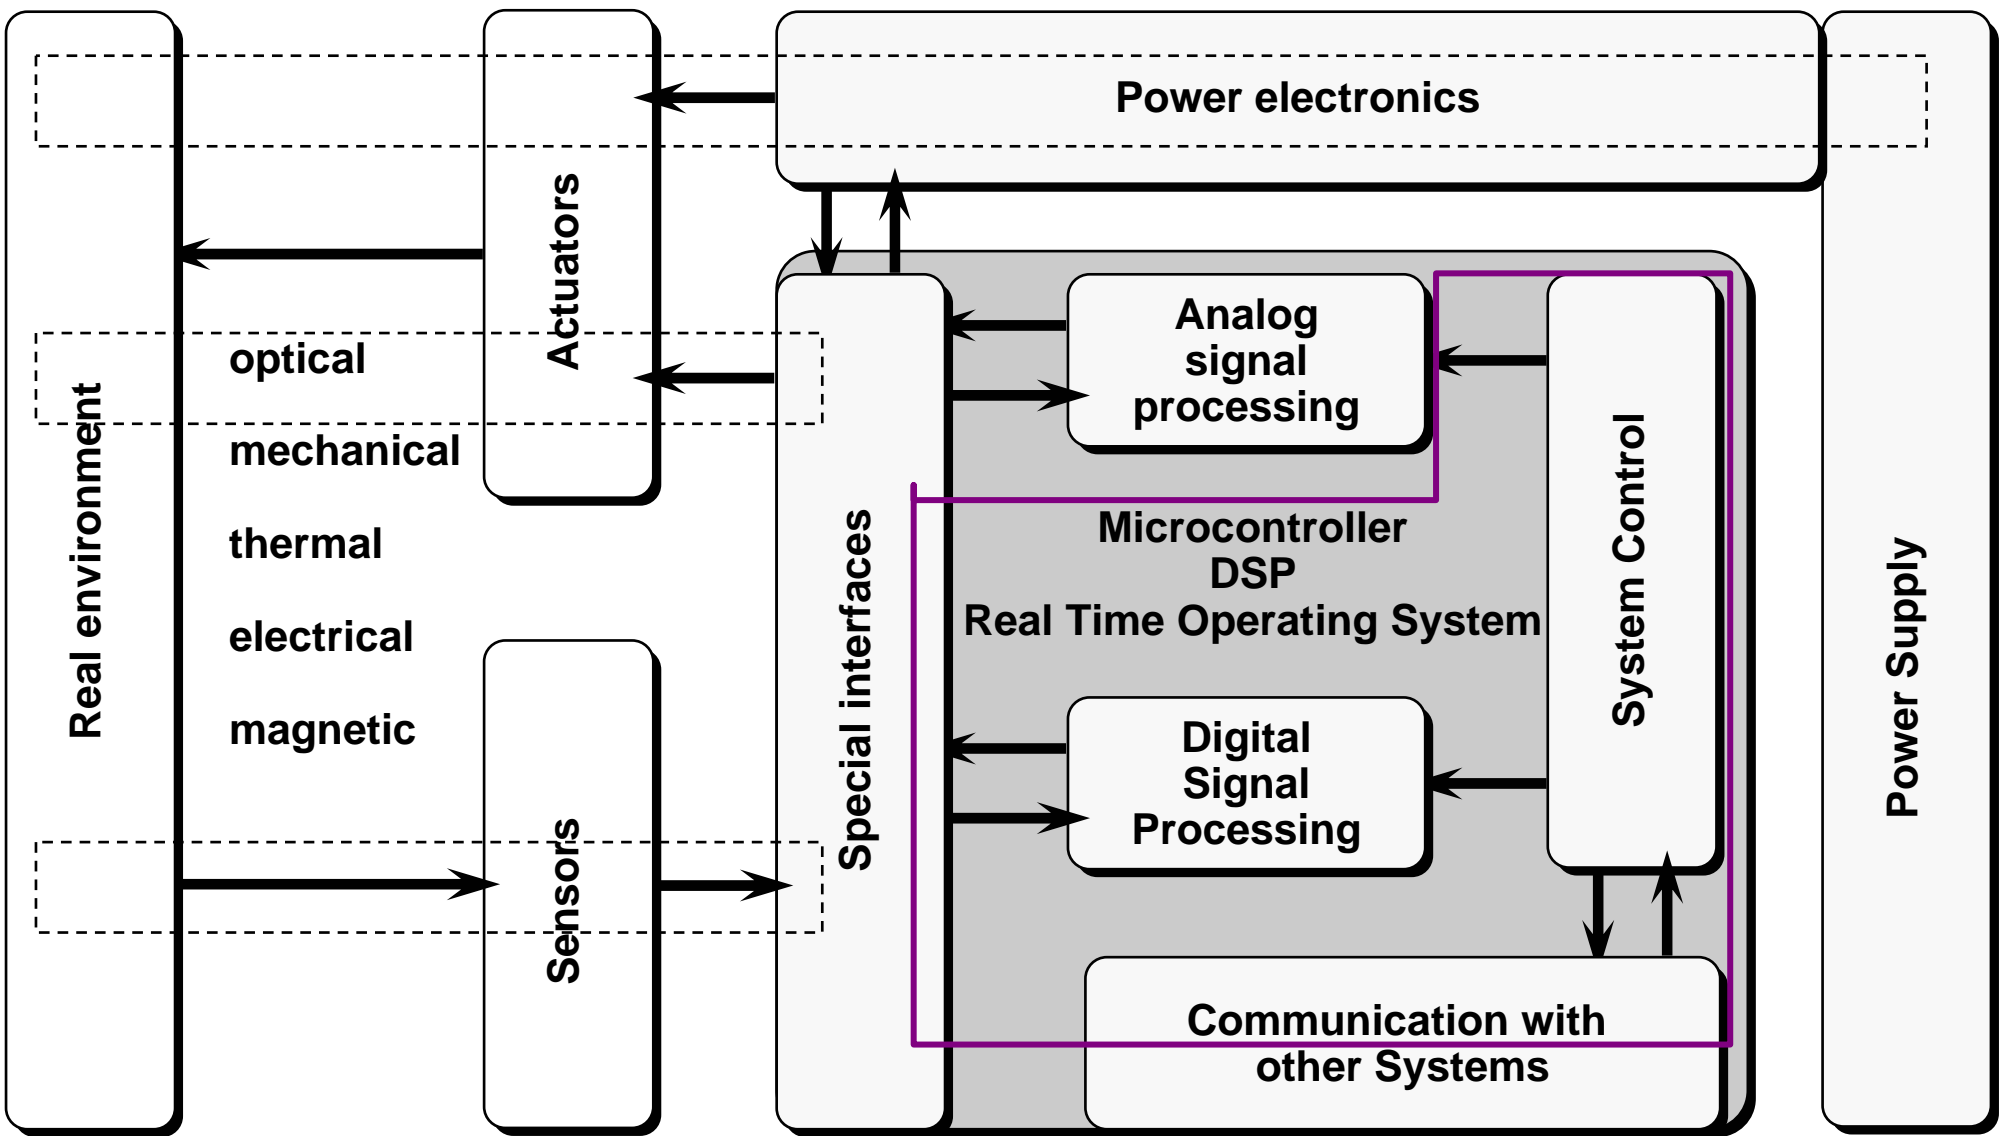 Power electronics
Real environment
optical
mechanical
thermal
electrical
magnetic
Actuators
Sensors
Special interfaces
Analog
signal
processing
Microcontroller
DSP
Real Time Operating System
Digital
Signal
Processing
System Control
Communication with
other Systems
Power Supply